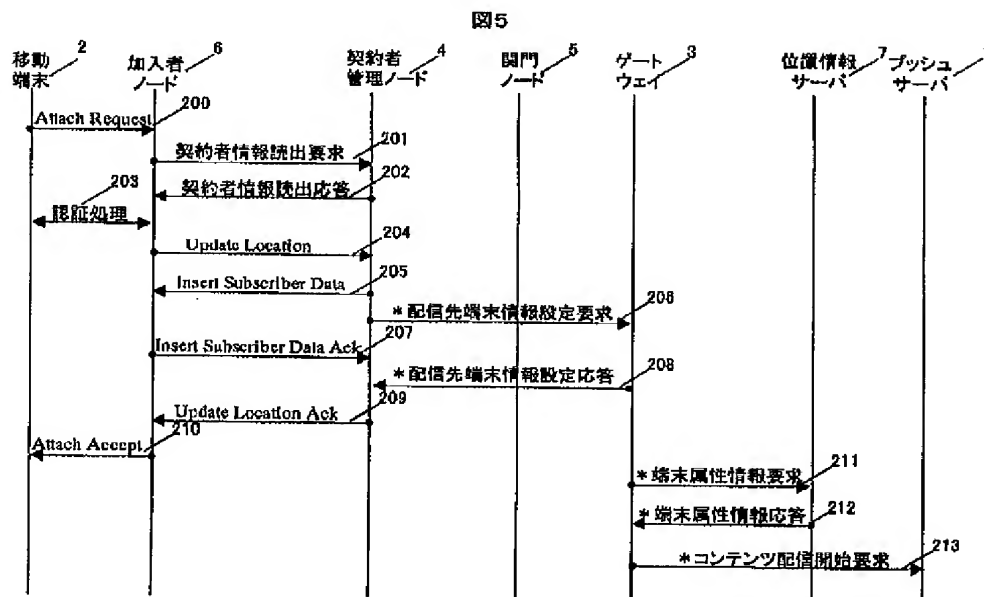 図5
移動
端末
2
加入者
ノード
6
契約者
管理ノード
4
関門
ノード
5
ゲート
ウェイ
3
位置情報
サーバ
7
プッシュ
サーバ
Attach Request
200
契約者情報読出要求
201
契約者情報読出応答
202
203
認証処理
Update Location
204
Insert Subscriber Data
205
*配信先端末情報設定要求
206
Insert Subscriber Data Ack
207
*配信先端末情報設定応答
208
Update Location Ack
209
Attach Accept
210
*端末属性情報要求
211
*端末属性情報応答
212
*コンテンツ配信開始要求
213